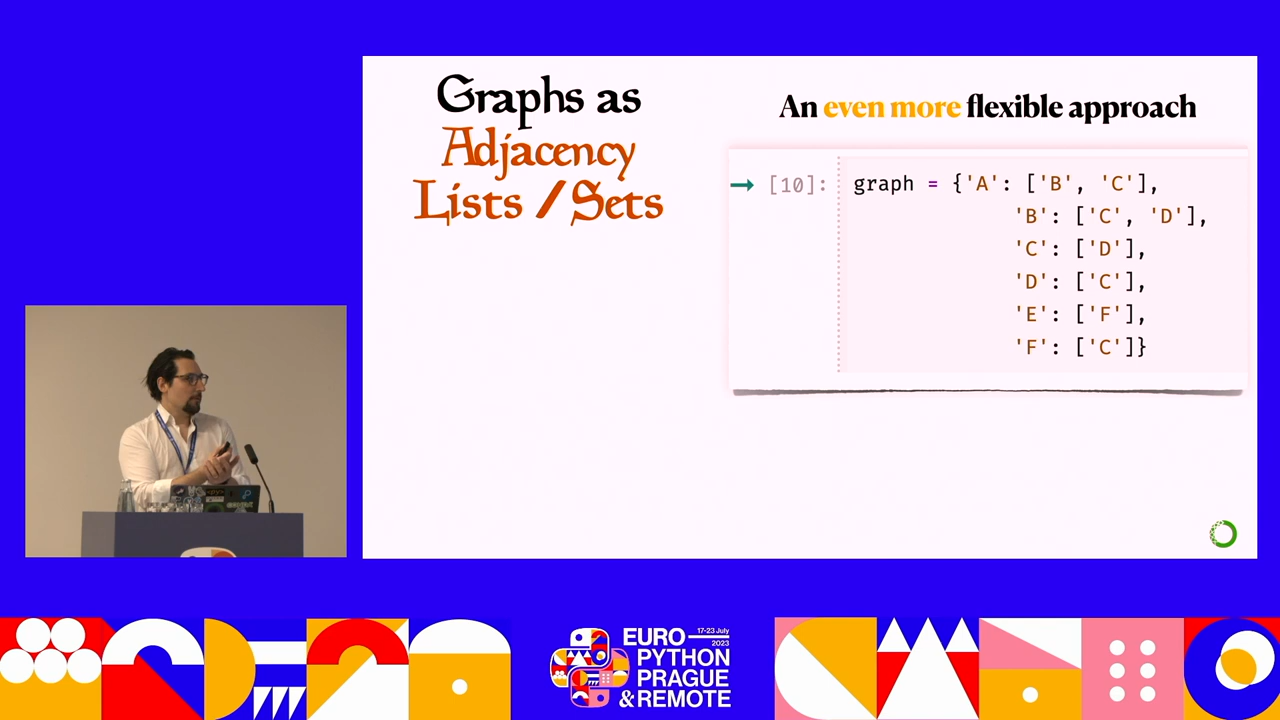 Graphs as
Adjacency
Lists / Sets
An even more flexible approach
→ [10]: graph = {'A': ['B', 'C'],
'B': ['C', 'D'],
'C': ['D'],
'D': ['C'],
'E': ['F'],
'F': ['C']}
EURO 17-23 July 2023
PYTHON
PRAGUE
& REMOTE